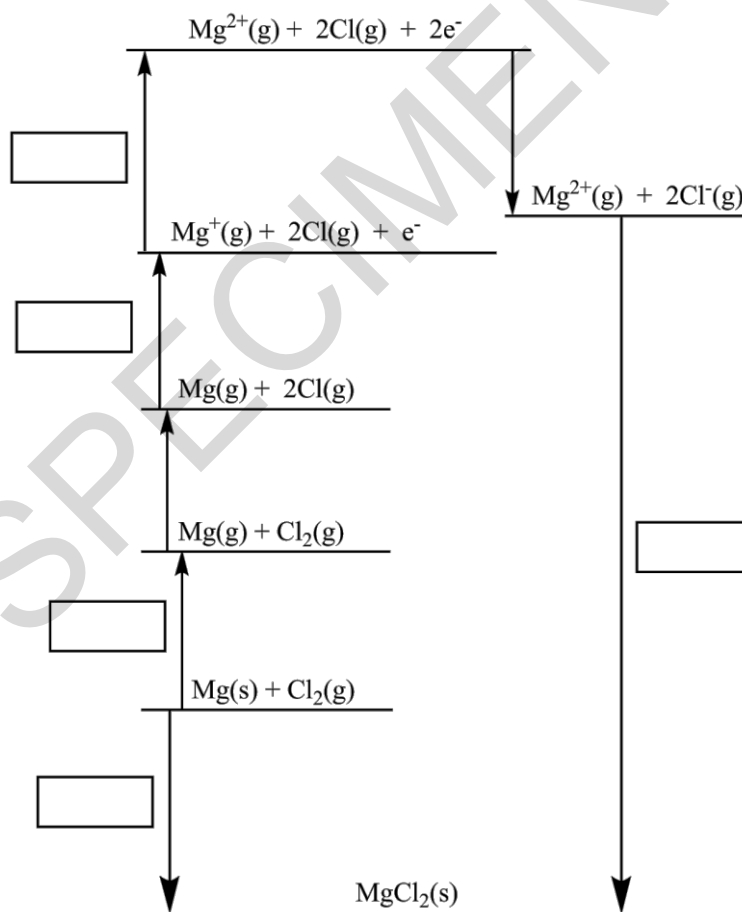 Mg²⁺(g) + 2Cl(g) + 2e⁻
Mg²⁺(g) + 2Cl⁻(g)
Mg⁺(g) + 2Cl(g) + e⁻
Mg(g) + 2Cl(g)
Mg(g) + Cl₂(g)
Mg(s) + Cl₂(g)
MgCl₂(s)
SPECIMEN